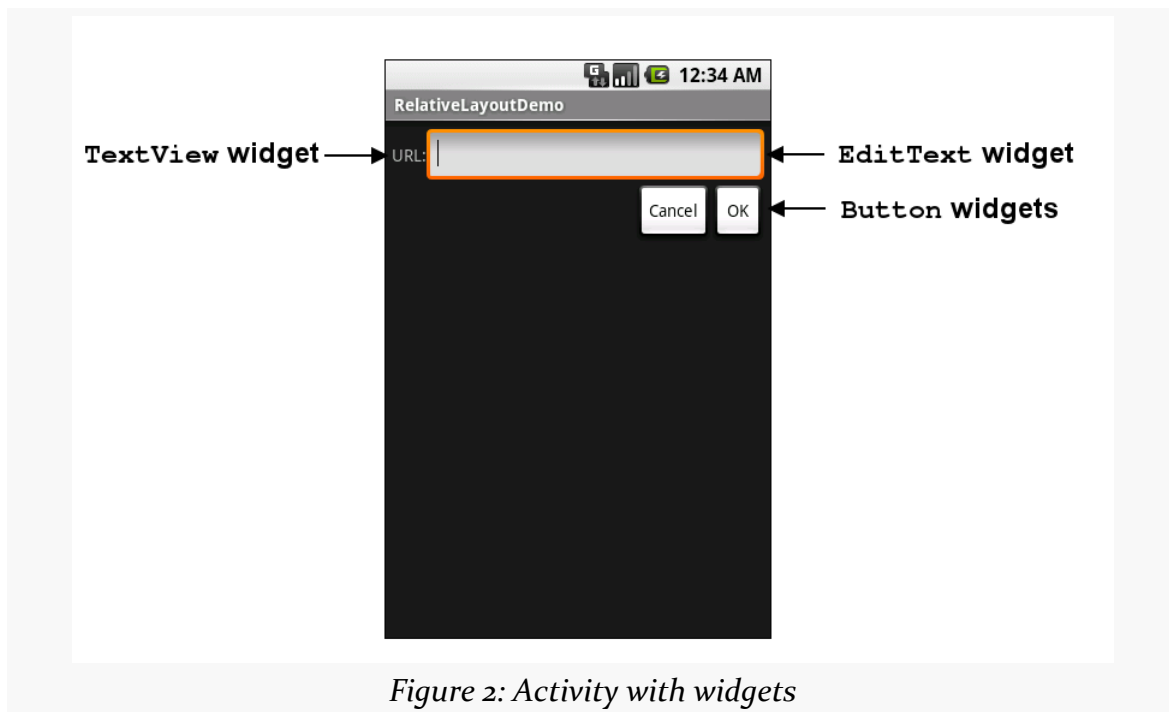 12:34 AM
RelativeLayoutDemo
TextView widget
URL:
EditText widget
Cancel
OK
Button widgets
Figure 2: Activity with widgets